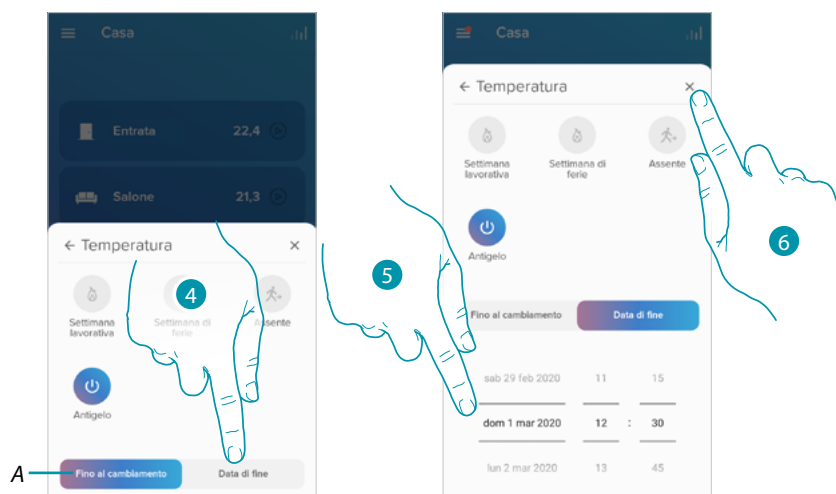 Casa
Entrata 22,4
Salone 21,3
← Temperatura ×
Settimana lavorativa
Settimana di ferie
Assente
Antigelo
A
Fino al cambiamento
Data di fine
4
Casa
← Temperatura ×
Settimana lavorativa
Settimana di ferie
Assente
Antigelo
Fino al cambiamento
Data di fine
sab 29 feb 2020 11 15
dom 1 mar 2020 12 : 30
lun 2 mar 2020 13 45
5
6